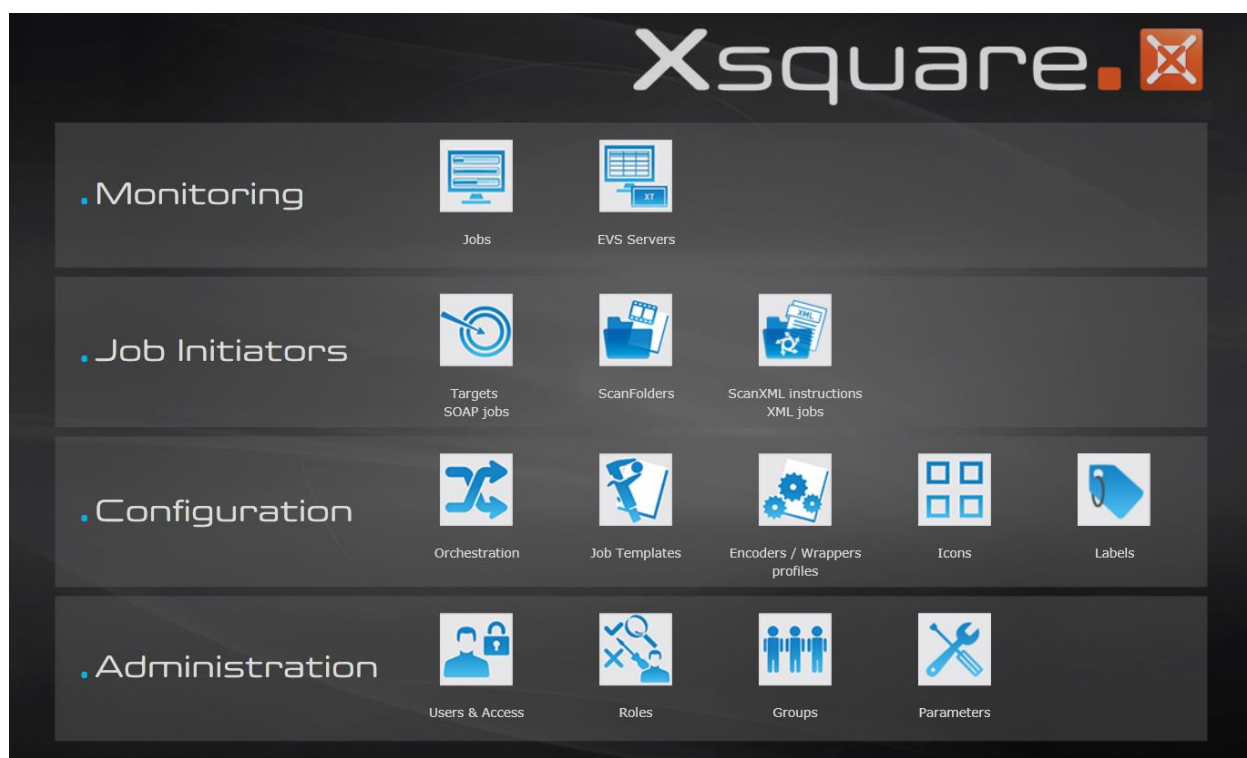 Xsquare.
.Monitoring
XT
Jobs
EVS Servers
.Job Initiators
XML
Targets
SOAP jobs
ScanFolders
ScanXML instructions
XML jobs
.Configuration
Orchestration
Job Templates
Encoders / Wrappers
profiles
Icons
Labels
.Administration
Users & Access
Roles
Groups
Parameters